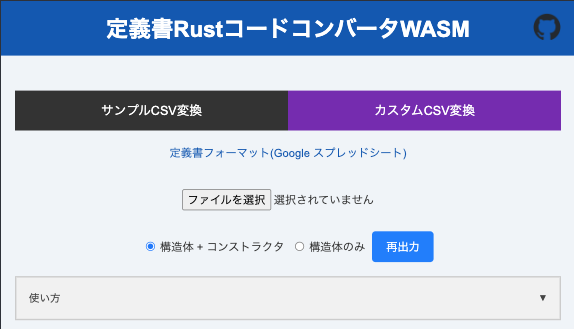 定義書RustコードコンバータWASM
サンプルCSV変換 カスタムCSV変換
定義書フォーマット(Google スプレッドシート)
ファイルを選択 選択されていません
構造体 + コンストラクタ 構造体のみ 再出力
使い方 ▼